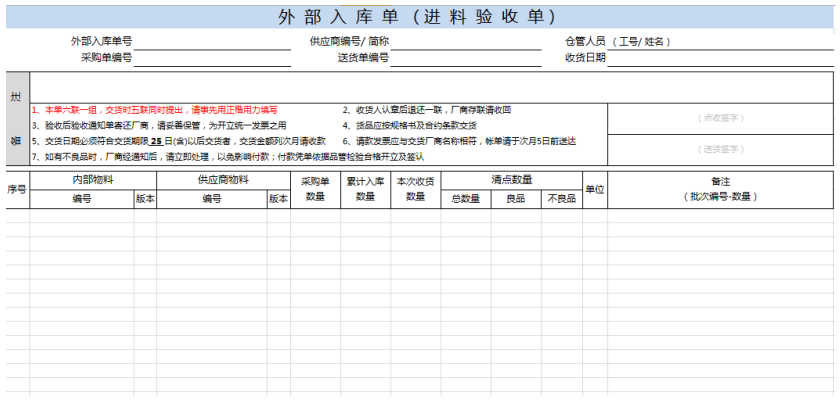 外 部 入 库 单 （进 料 验 收 单）
外部入库单号 供应商编号/ 简称 仓管人员（工号/ 姓名）
采购单编号 送货单编号 收货日期
注
1、本单六联一组，交货时五联同时提出，请事先用正楷用力填写 2、收货人认章后退还一联，厂商存联请收回
（点收签字）
3、验收后验收通知单寄还厂商，请妥善保管，为开立统一发票之用 4、货品应按规格书及合约条款交货
5、交货日期必须符合交货期限 25 日(含)以后交货者，交货金额列次月请收款 6、请款发票应与交货厂商名称相符，帐单请于次月5日前送达
（送货签字）
7、如有不良品时，厂商经通知后，请立即处理，以免影响付款；付款凭单依据品管检验合格开立及签认
序号 内部物料 供应商物料 采购单 累计入库 本次收货 清点数量 单位 备注
编号 版本 编号 版本 数量 数量 数量 总数量 良品 不良品 （批次编号-数量）